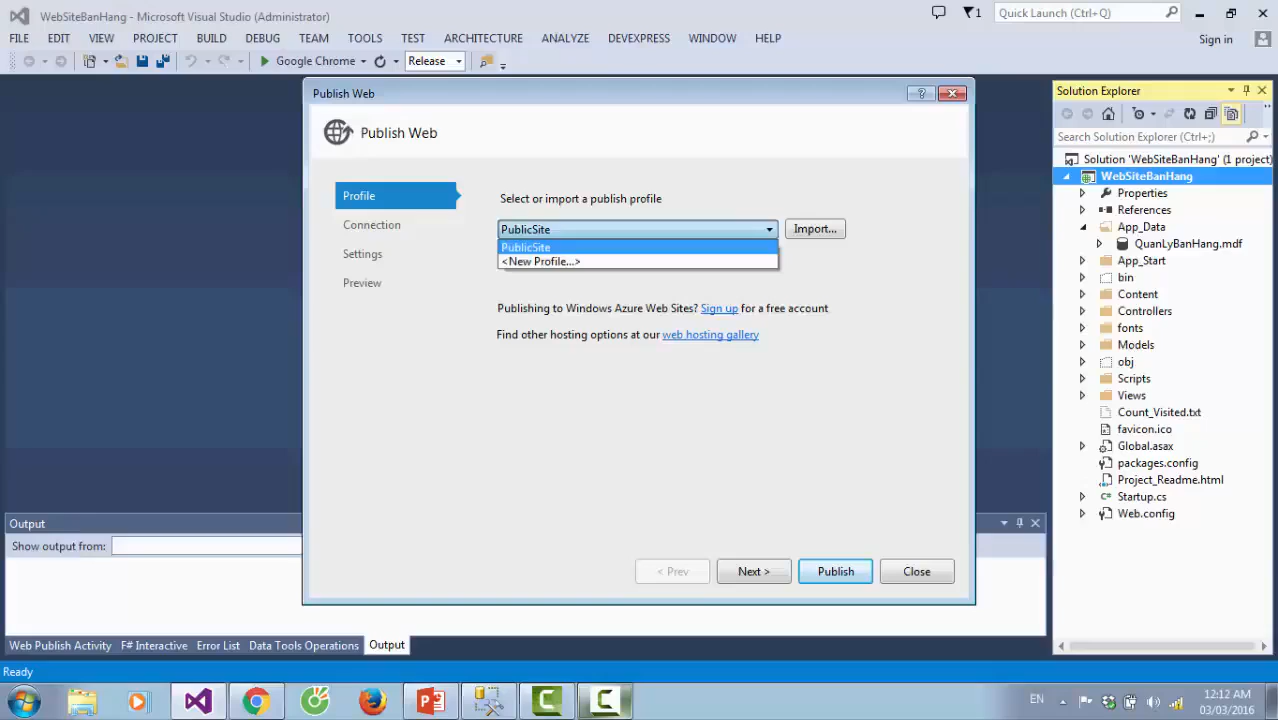 WebSiteBanHang - Microsoft Visual Studio (Administrator)
1
Quick Launch (Ctrl+Q)
FILE EDIT VIEW PROJECT BUILD DEBUG TEAM TOOLS TEST ARCHITECTURE ANALYZE DEVEXPRESS WINDOW HELP
Sign in
Google Chrome
Release
Publish Web
?
Publish Web
Profile
Connection
Settings
Preview
Select or import a publish profile
PublicSite
Import...
PublicSite
<New Profile...>
Publishing to Windows Azure Web Sites? Sign up for a free account
Find other hosting options at our web hosting gallery
< Prev
Next >
Publish
Close
Solution Explorer
Search Solution Explorer (Ctrl+;)
Solution 'WebSiteBanHang' (1 project)
WebSiteBanHang
Properties
References
App_Data
QuanLyBanHang.mdf
App_Start
bin
Content
Controllers
fonts
Models
obj
Scripts
Views
Count_Visited.txt
favicon.ico
Global.asax
packages.config
Project_Readme.html
Startup.cs
Web.config
Output
Show output from:
Web Publish Activity
F# Interactive
Error List
Data Tools Operations
Output
Ready
EN
12:12 AM
03/03/2016